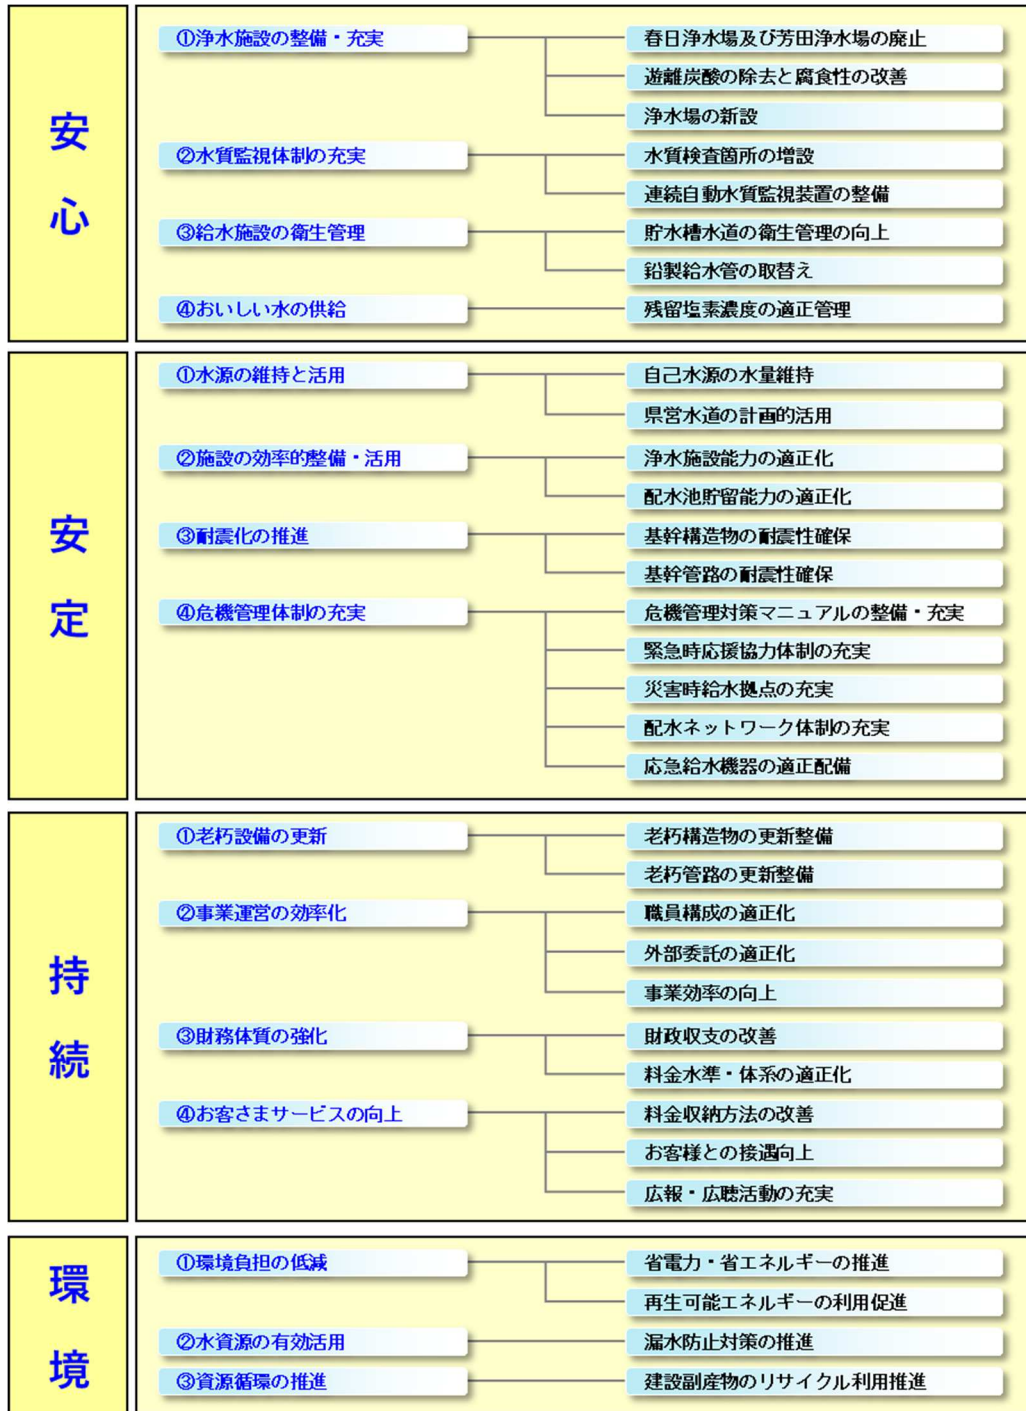 安心
①浄水施設の整備・充実
春日浄水場及び芳田浄水場の廃止
遊離炭酸の除去と腐食性の改善
浄水場の新設
②水質監視体制の充実
水質検査箇所の増設
連続自動水質監視装置の整備
③給水施設の衛生管理
貯水槽水道の衛生管理の向上
鉛製給水管の取替え
④おいしい水の供給
残留塩素濃度の適正管理
安定
①水源の維持と活用
自己水源の水量維持
県営水道の計画的活用
②施設の効率的整備・活用
浄水施設能力の適正化
配水池貯留能力の適正化
③耐震化の推進
基幹構造物の耐震性確保
基幹管路の耐震性確保
④危機管理体制の充実
危機管理対策マニュアルの整備・充実
緊急時応援協力体制の充実
災害時給水拠点の充実
配水ネットワーク体制の充実
応急給水機器の適正配備
持続
①老朽設備の更新
老朽構造物の更新整備
老朽管路の更新整備
②事業運営の効率化
職員構成の適正化
外部委託の適正化
事業効率の向上
③財務体質の強化
財政収支の改善
料金水準・体系の適正化
④お客さまサービスの向上
料金収納方法の改善
お客様との接遇向上
広報・広聴活動の充実
環境
①環境負担の低減
省電力・省エネルギーの推進
再生可能エネルギーの利用促進
②水資源の有効活用
漏水防止対策の推進
③資源循環の推進
建設副産物のリサイクル利用推進